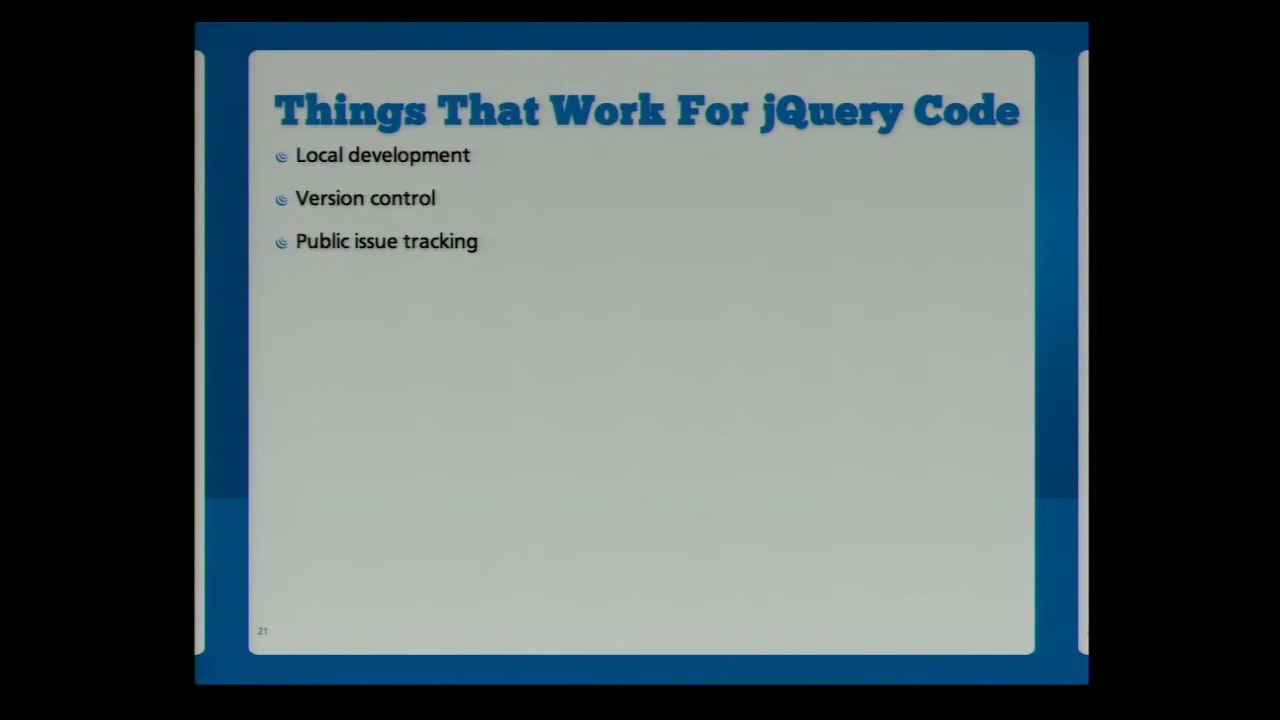 Things That Work For jQuery Code
Local development
Version control
Public issue tracking
21